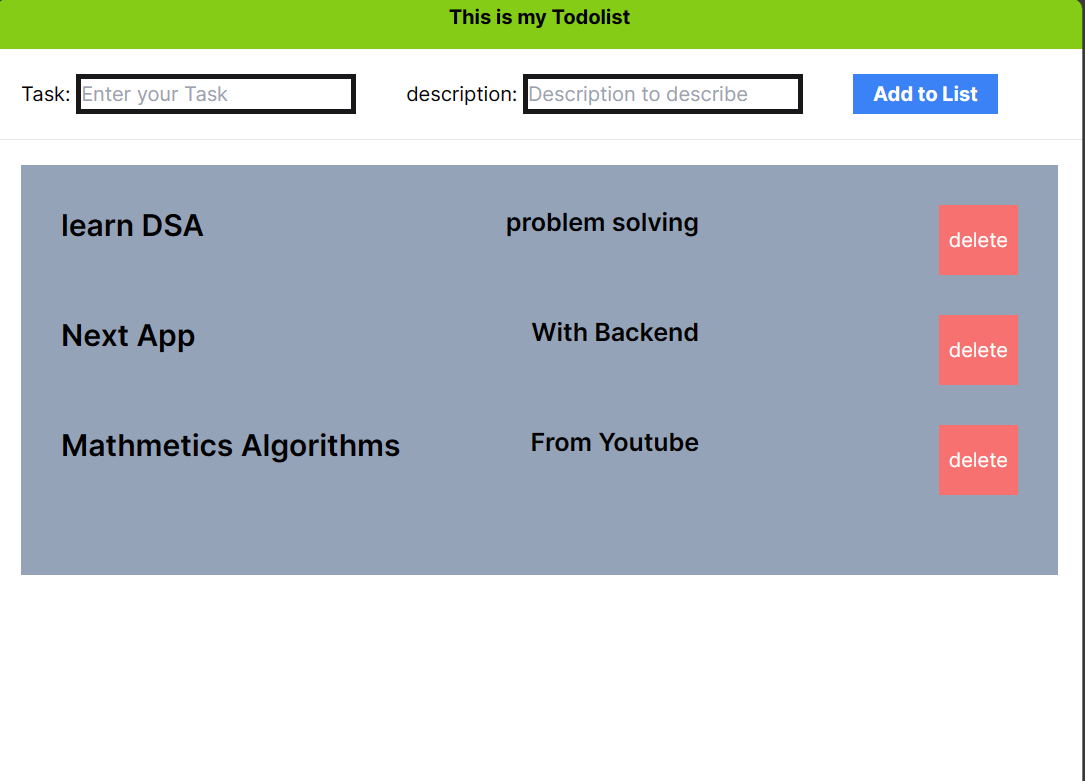 This is my Todolist
Task: Enter your Task description: Description to describe Add to List
learn DSA problem solving delete
Next App With Backend delete
Mathmetics Algorithms From Youtube delete